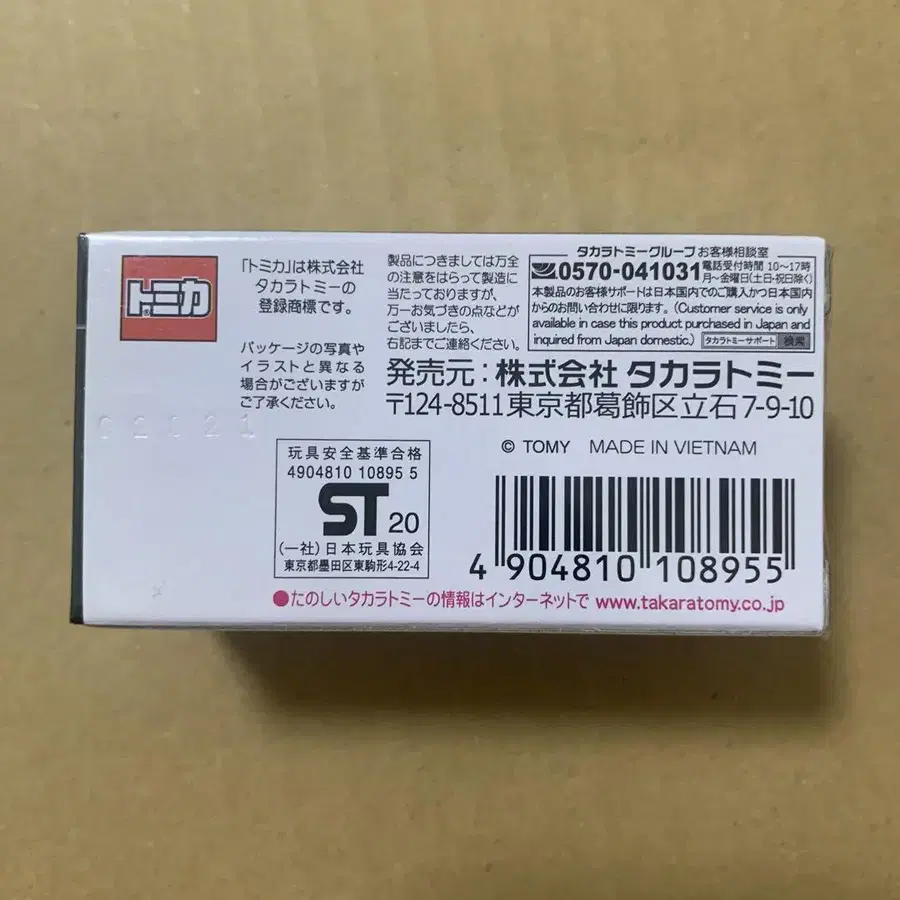 トミカ
®
「トミカ」は株式会社
タカラトミーの
登録商標です。
パッケージの写真や
イラストと異なる
場合がございますが
ご了承ください。
製品につきましては万全
の注意をはらって製造に
当たっておりますが、
万一お気づきの点などが
ございましたら、
右記までご連絡ください。
タカラトミーグループ お客様相談室
0570-041031 電話受付時間 10〜17時
月〜金曜日(土日・祝日除く)
本製品のお客様サポートは日本国内でのご購入かつ日本国内
からのお問い合わせに限ります。(Customer service is only
available in case this product purchased in Japan and
inquired from Japan domestic.) タカラトミーサポート 検索
発売元:株式会社 タカラトミー
〒124-8511 東京都葛飾区立石7-9-10
02021
© TOMY MADE IN VIETNAM
玩具安全基準合格
4904810 10895 5
ST 20
(一社)日本玩具協会
東京都墨田区東駒形4-22-4
4 904810 108955
●たのしいタカラトミーの情報はインターネットで www.takaratomy.co.jp